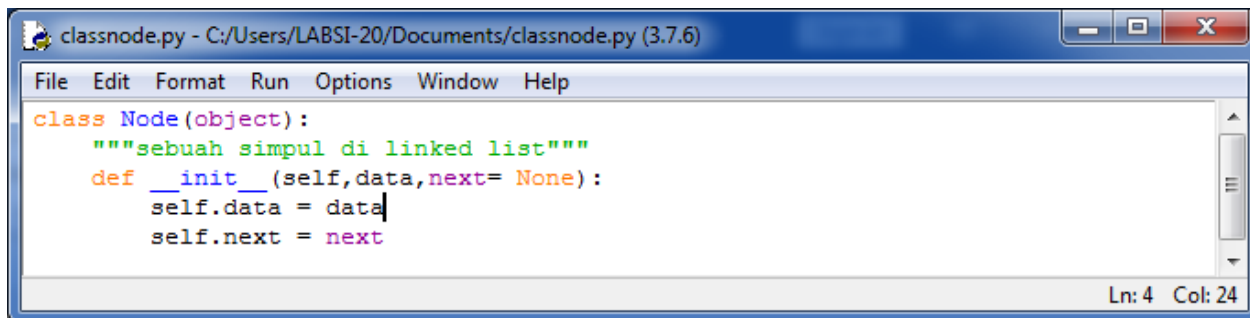 classnode.py - C:/Users/LABSI-20/Documents/classnode.py (3.7.6)
File Edit Format Run Options Window Help
class Node(object):
    """sebuah simpul di linked list"""
    def __init__(self,data,next= None):
        self.data = data
        self.next = next
Ln: 4 Col: 24